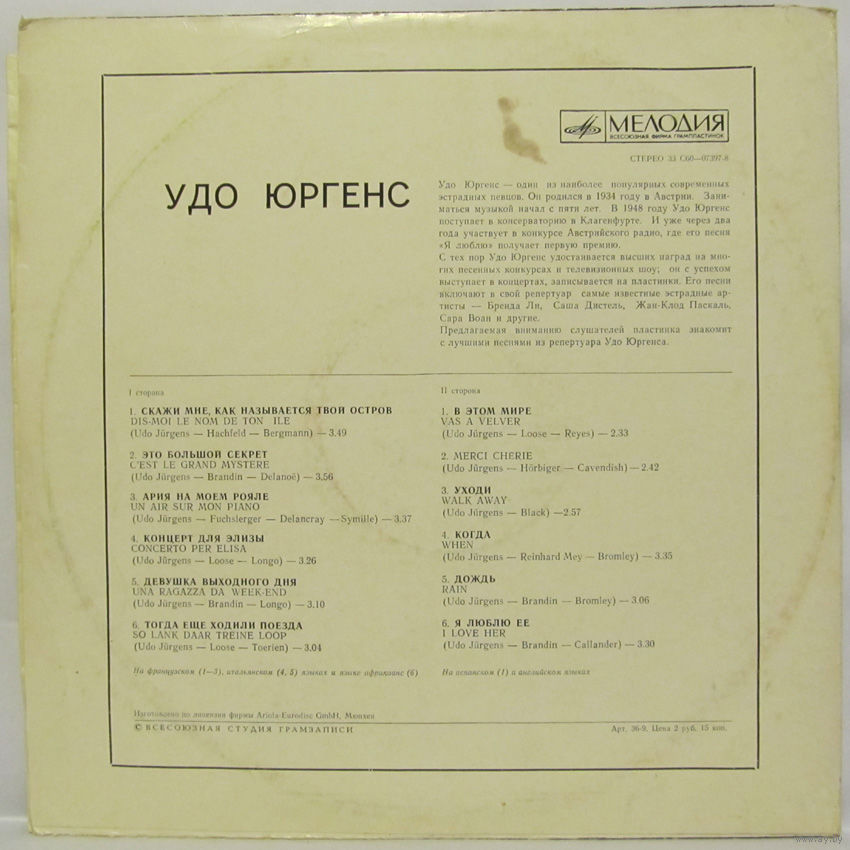 МЕЛОДИЯ
ВСЕСОЮЗНАЯ ФИРМА ГРАМПЛАСТИНОК
СТЕРЕО 33 С60—07397-8
УДО ЮРГЕНС
Удо Юргенс — один из наиболее популярных современных
эстрадных певцов. Он родился в 1934 году в Австрии. Зани-
маться музыкой начал с пяти лет. В 1948 году Удо Юргенс
поступает в консерваторию в Клагенфурте. И уже через два
года участвует в конкурсе Австрийского радио, где его песня
«Я люблю» получает первую премию.
С тех пор Удо Юргенс удостаивается высших наград на мно-
гих песенных конкурсах и телевизионных шоу; он с успехом
выступает в концертах, записывается на пластинки. Его песни
включают в свой репертуар самые известные эстрадные ар-
тисты — Бренда Ли, Саша Дистель, Жан-Клод Паскаль,
Сара Воан и другие.
Предлагаемая вниманию слушателей пластинка знакомит
с лучшими песнями из репертуара Удо Юргенса.
I сторона
1. СКАЖИ МНЕ, КАК НАЗЫВАЕТСЯ ТВОЙ ОСТРОВ
DIS-MOI LE NOM DE TON ILE
(Udo Jürgens — Hachfeld — Bergmann) — 3.49
2. ЭТО БОЛЬШОЙ СЕКРЕТ
C'EST LE GRAND MYSTERE
(Udo Jürgens — Brandin — Delanoë) — 3.56
3. АРИЯ НА МОЕМ РОЯЛЕ
UN AIR SUR MON PIANO
(Udo Jürgens — Fuchslerger — Delancray —Symille) — 3.37
4. КОНЦЕРТ ДЛЯ ЭЛИЗЫ
CONCERTO PER ELISA
(Udo Jürgens — Loose — Longo) — 3.26
5. ДЕВУШКА ВЫХОДНОГО ДНЯ
UNA RAGAZZA DA WEEK-END
(Udo Jürgens — Brandin — Longo) — 3.10
6. ТОГДА ЕЩЕ ХОДИЛИ ПОЕЗДА
SO LANK DAAR TREINE LOOP
(Udo Jürgens — Loose — Toerien) — 3.04
На французском (1—3), итальянском (4, 5) языках и языке африкаанс (6)
II сторона
1. В ЭТОМ МИРЕ
VAS A VELVER
(Udo Jürgens — Loose — Reyes) — 2.33
2. MERCI CHERIE
(Udo Jürgens — Hörbiger — Cavendish) — 2.42
3. УХОДИ
WALK AWAY
(Udo Jürgens — Black) —2.57
4. КОГДА
WHEN
(Udo Jürgens — Reinhard Mey — Bromley) — 3.35
5. ДОЖДЬ
RAIN
(Udo Jürgens — Brandin — Bromley) — 3.06
6. Я ЛЮБЛЮ ЕЕ
I LOVE HER
(Udo Jürgens — Brandin — Callander) — 3.30
На испанском (1) и английском языках
Изготовлено по лицензии фирмы Ariola-Eurodisc GmbH, Мюнхен
© ВСЕСОЮЗНАЯ СТУДИЯ ГРАМЗАПИСИ
Арт. 36-9. Цена 2 руб. 15 коп.
www.ay.by